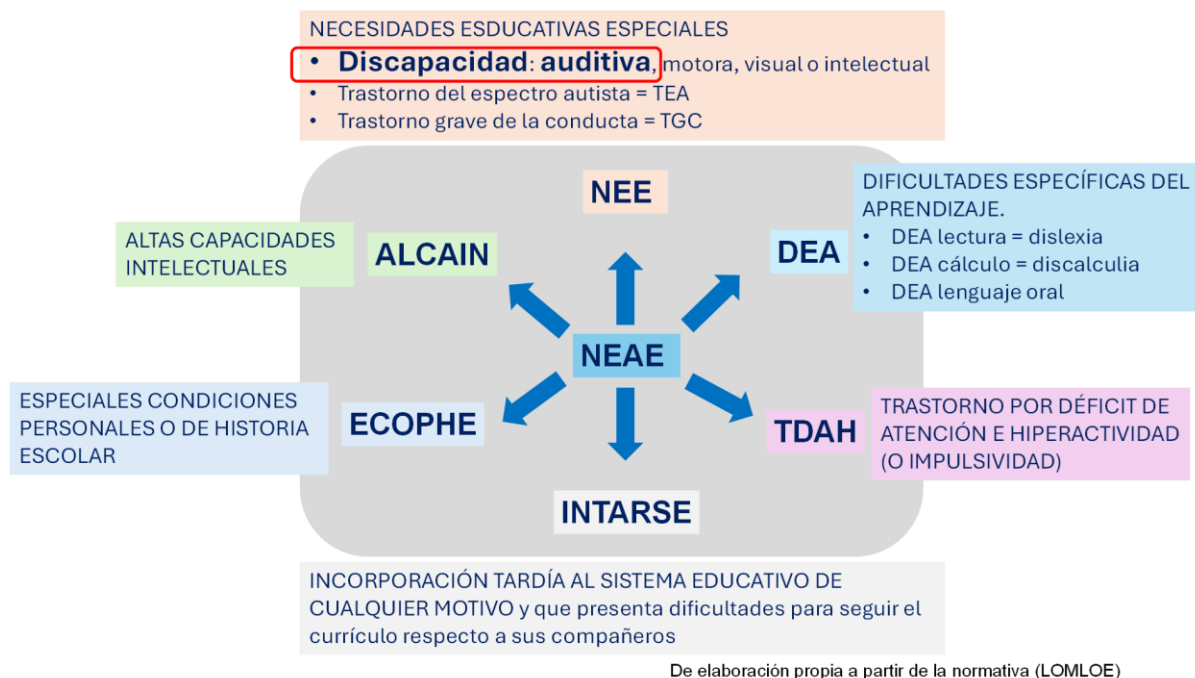 NECESIDADES ESDUCATIVAS ESPECIALES
• Discapacidad: auditiva, motora, visual o intelectual
• Trastorno del espectro autista = TEA
• Trastorno grave de la conducta = TGC
NEE
DIFICULTADES ESPECÍFICAS DEL
APRENDIZAJE.
• DEA lectura = dislexia
• DEA cálculo = discalculia
• DEA lenguaje oral
DEA
ALTAS CAPACIDADES
INTELECTUALES
ALCAIN
NEAE
ESPECIALES CONDICIONES
PERSONALES O DE HISTORIA
ESCOLAR
ECOPHE
TDAH
TRASTORNO POR DÉFICIT DE
ATENCIÓN E HIPERACTIVIDAD
(O IMPULSIVIDAD)
INTARSE
INCORPORACIÓN TARDÍA AL SISTEMA EDUCATIVO DE
CUALQUIER MOTIVO y que presenta dificultades para seguir el
currículo respecto a sus compañeros
De elaboración propia a partir de la normativa (LOMLOE)